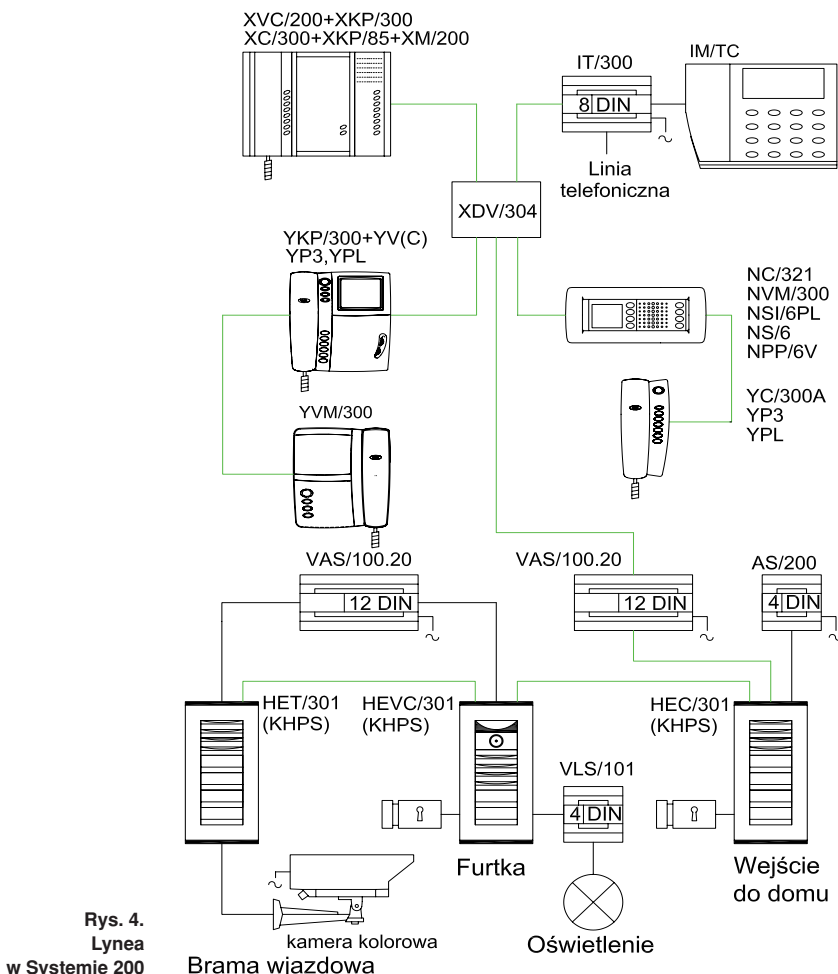 XVC/200+XKP/300
XC/300+XKP/85+XM/200
IT/300
IM/TC
8 DIN
~
Linia
telefoniczna
XDV/304
YKP/300+YV(C)
YP3,YPL
NC/321
NVM/300
NSI/6PL
NS/6
NPP/6V
YC/300A
YP3
YPL
YVM/300
VAS/100.20
12 DIN
~
VAS/100.20
12 DIN
~
AS/200
4 DIN
~
HET/301
(KHPS)
HEVC/301
(KHPS)
HEC/301
(KHPS)
VLS/101
4 DIN
Furtka
Wejście
do domu
~
kamera kolorowa
Oświetlenie
Brama wjazdowa
Rys. 4.
Lynea
w Systemie 200